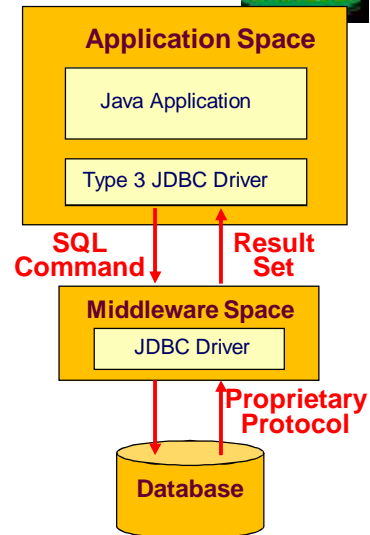 Application Space
Java Application
Type 3 JDBC Driver
SQL
Command
Result
Set
Middleware Space
JDBC Driver
Proprietary
Protocol
Database